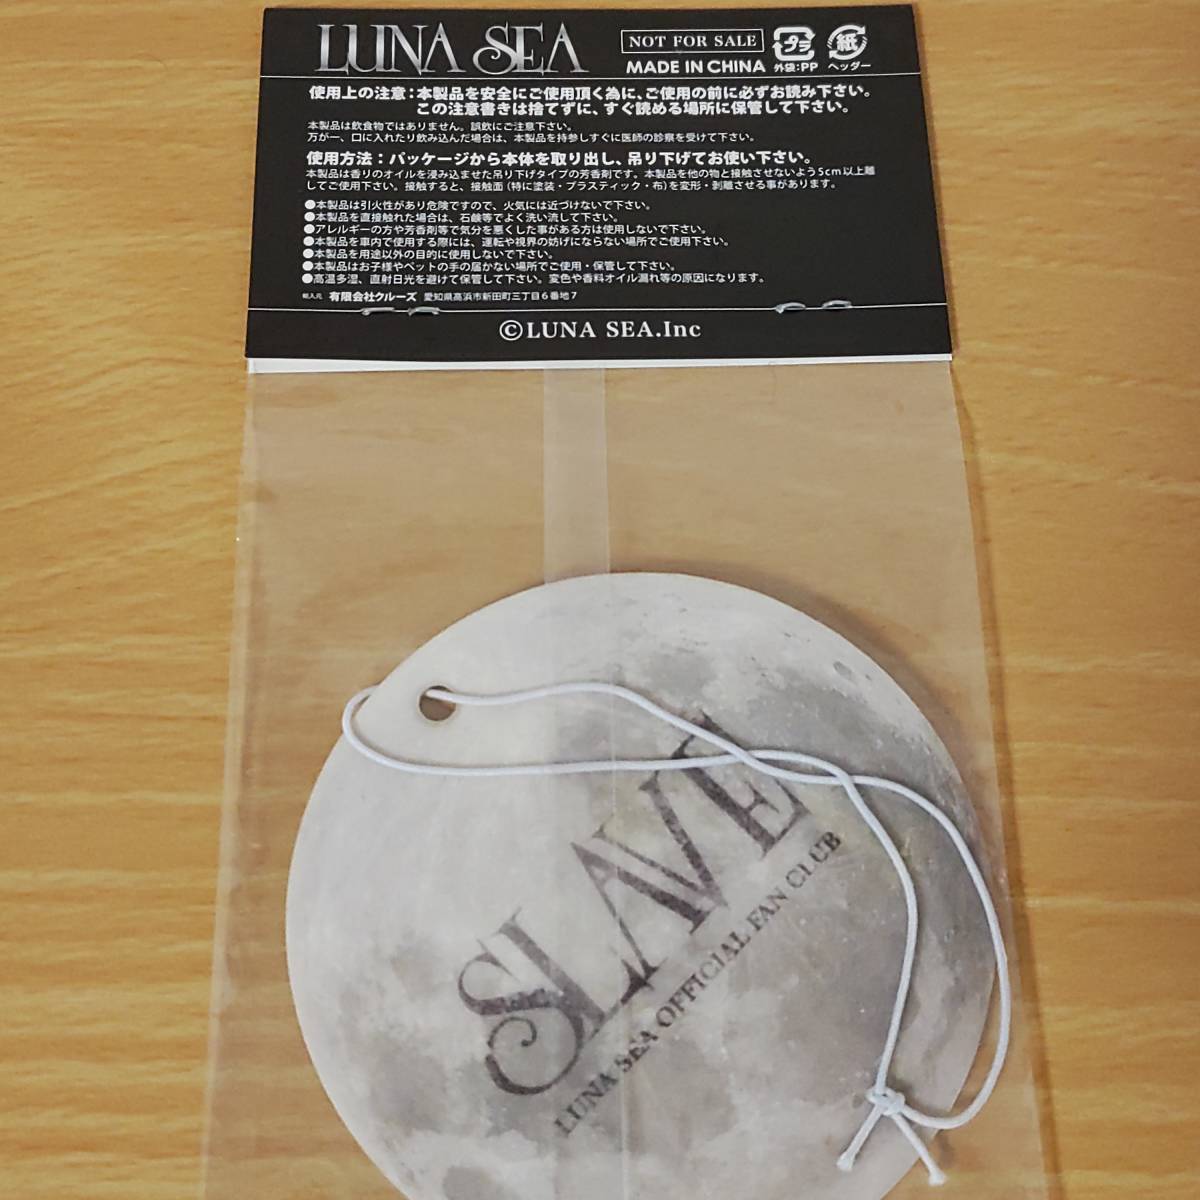 LUNA SEA
NOT FOR SALE
MADE IN CHINA
プラ
外袋:PP
紙
ヘッダー
使用上の注意:本製品を安全にご使用頂く為に、ご使用の前に必ずお読み下さい。
この注意書きは捨てずに、すぐ読める場所に保管して下さい。
本製品は飲食物ではありません。誤飲にご注意下さい。
万が一、口に入れたり飲み込んだ場合は、本製品を持参しすぐに医師の診察を受けて下さい。
使用方法:パッケージから本体を取り出し、吊り下げてお使い下さい。
本製品は香りのオイルを浸み込ませた吊り下げタイプの芳香剤です。本製品を他の物と接触させないよう5cm以上離
してご使用下さい。接触すると、接触面(特に塗装・プラスティック・布)を変形・剥離させる事があります。
●本製品は引火性があり危険ですので、火気には近づけないで下さい。
●本製品を直接触れた場合は、石鹸等でよく洗い流して下さい。
●アレルギーの方や芳香剤等で気分を悪くした事がある方は使用しないで下さい。
●本製品を車内で使用する際には、運転や視界の妨げにならない場所でご使用下さい。
●本製品を用途以外の目的に使用しないで下さい。
●本製品はお子様やペットの手の届かない場所でご使用・保管して下さい。
●高温多湿、直射日光を避けて保管して下さい。変色や香料オイル漏れ等の原因になります。
輸入元 有限会社クルーズ 愛知県高浜市新田町三丁目6番地7
©LUNA SEA.Inc
SLAVE
LUNA SEA OFFICIAL FAN CLUB